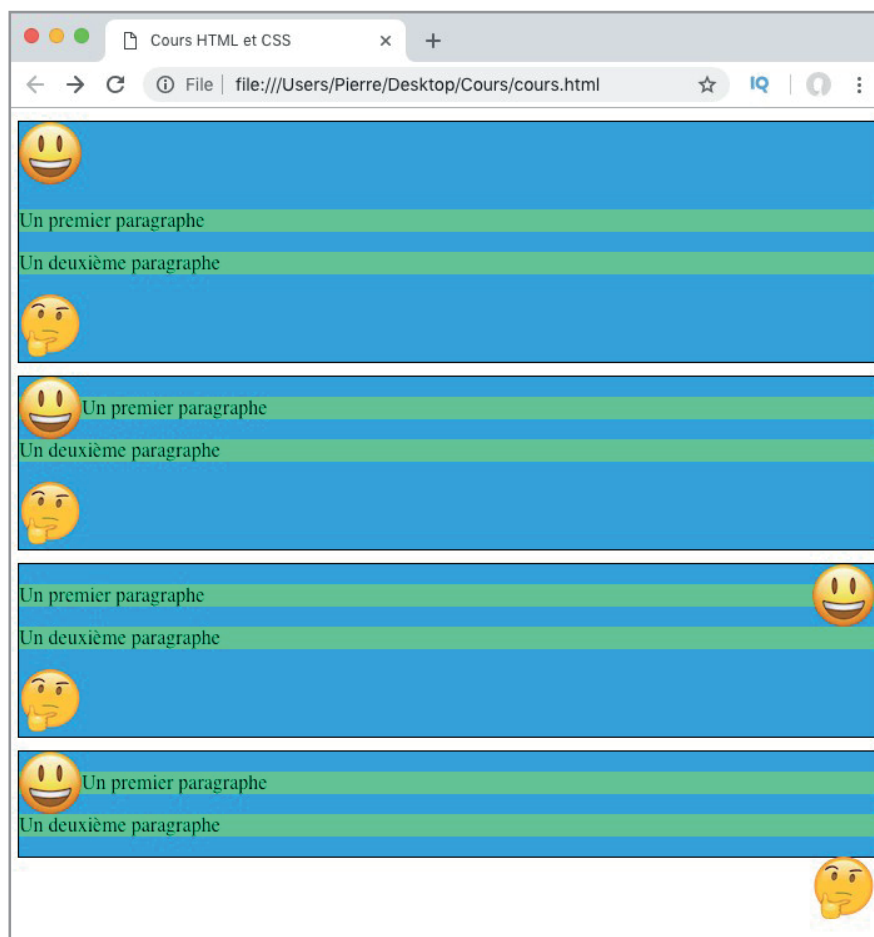 Cours HTML et CSS
File file:///Users/Pierre/Desktop/Cours/cours.html IQ
Un premier paragraphe
Un deuxième paragraphe
Un premier paragraphe
Un deuxième paragraphe
Un premier paragraphe
Un deuxième paragraphe
Un premier paragraphe
Un deuxième paragraphe